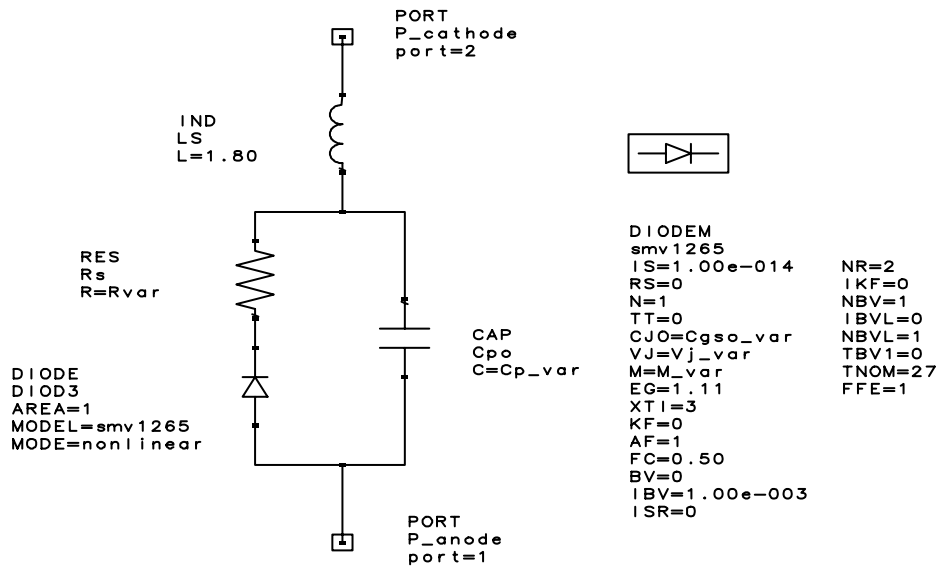 PORT
P_cathode
port=2
IND
LS
L=1.80
RES
Rs
R=Rvar
CAP
Cpo
C=Cp_var
DIODE
DIOD3
AREA=1
MODEL=smv1265
MODE=nonlinear
PORT
P_anode
port=1
DIODEM
smv1265
IS=1.00e-014
RS=0
N=1
TT=0
CJO=Cgso_var
VJ=Vj_var
M=M_var
EG=1.11
XTI=3
KF=0
AF=1
FC=0.50
BV=0
IBV=1.00e-003
ISR=0
NR=2
IKF=0
NBV=1
IBVL=0
NBVL=1
TBV1=0
TNOM=27
FFE=1